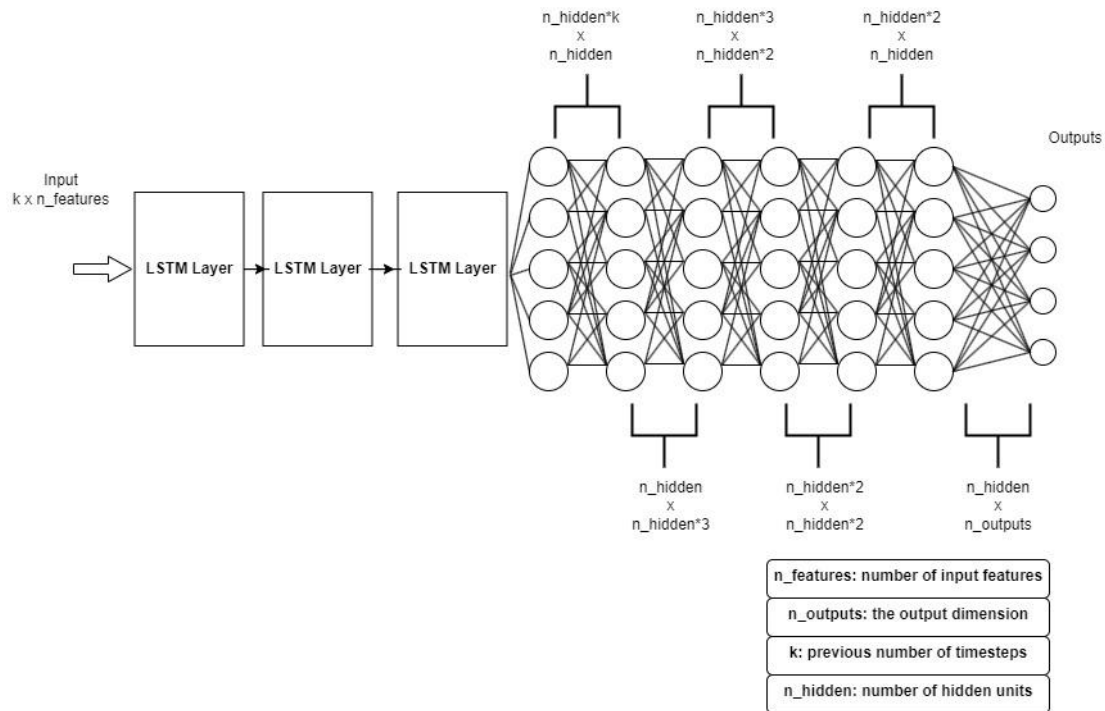 n_hidden*k
x
n_hidden
n_hidden*3
x
n_hidden*2
n_hidden*2
x
n_hidden
Outputs
Input
k x n_features
LSTM Layer
LSTM Layer
LSTM Layer
n_hidden
x
n_hidden*3
n_hidden*2
x
n_hidden*2
n_hidden
x
n_outputs
n_features: number of input features
n_outputs: the output dimension
k: previous number of timesteps
n_hidden: number of hidden units